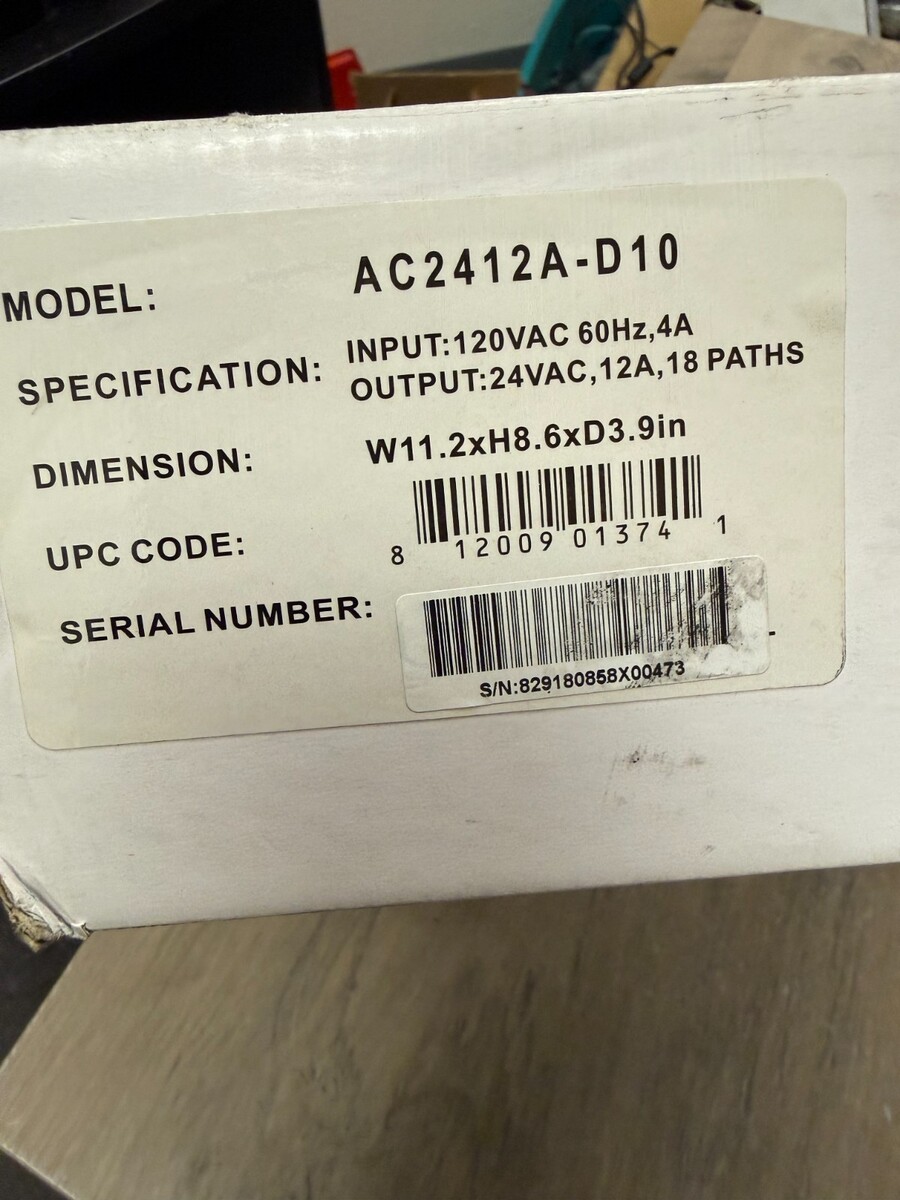 MODEL: AC2412A-D10
SPECIFICATION: INPUT:120VAC 60Hz,4A
OUTPUT:24VAC,12A,18 PATHS
DIMENSION: W11.2xH8.6xD3.9in
UPC CODE: 8 12009 01374 1
SERIAL NUMBER:
S/N:829180858X00473